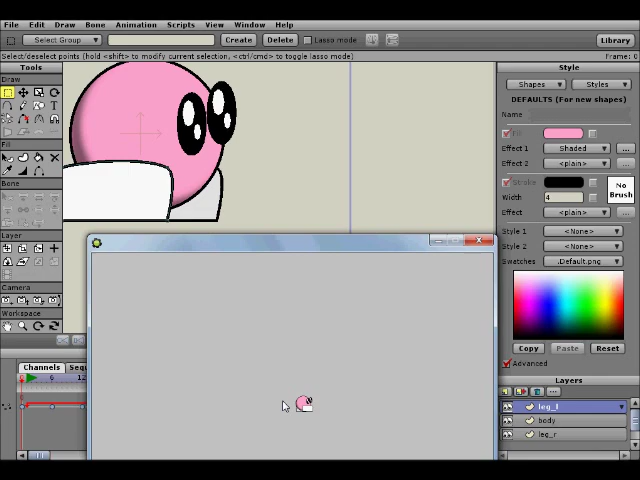 File Edit Draw Bone Animation Scripts View Window Help
Select Group Create Delete Lasso mode Library
Select/deselect points (hold <shift> to modify current selection, <ctrl/cmd> to toggle lasso mode) Frame: 0
Tools
Draw
Fill
Bone
Layer
Camera
Workspace
Style
Shapes Styles
DEFAULTS (For new shapes)
Name
Fill
Effect 1 Shaded ...
Effect 2 <plain> ...
Stroke
Width 4
No Brush
Effect <plain> ...
Style 1 <None>
Style 2 <None>
Swatches .Default.png
Copy Paste Reset
Advanced
Layers
leg_l
body
leg_r
Channels Sequ
0 6 12